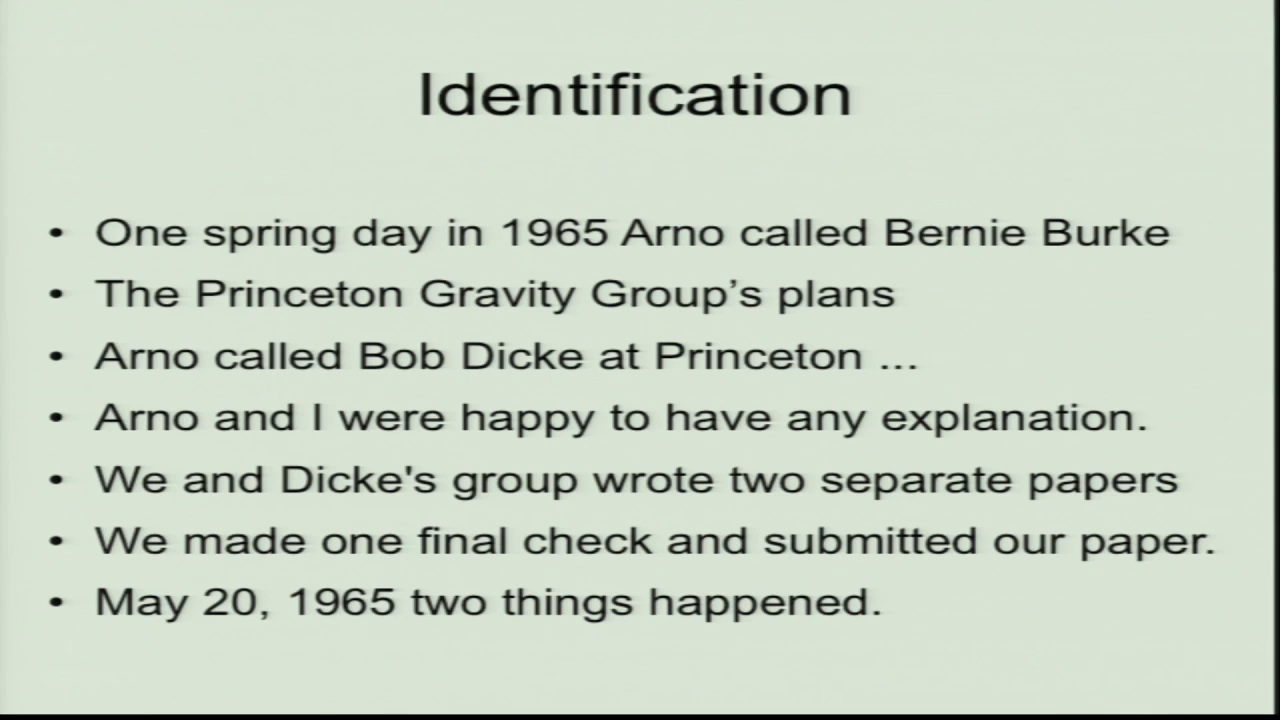 Identification
• One spring day in 1965 Arno called Bernie Burke
• The Princeton Gravity Group’s plans
• Arno called Bob Dicke at Princeton ...
• Arno and I were happy to have any explanation.
• We and Dicke's group wrote two separate papers
• We made one final check and submitted our paper.
• May 20, 1965 two things happened.